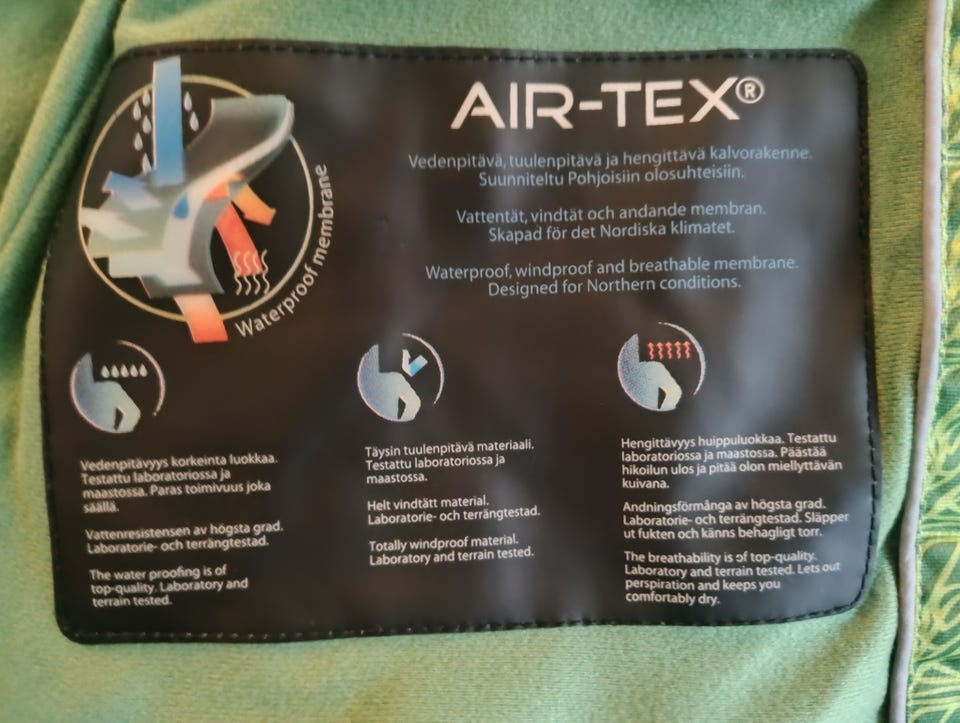 AIR-TEX®
Vedenpitävä, tuulenpitävä ja hengittävä kalvorakenne.
Suunniteltu Pohjoisiin olosuhteisiin.
Vattentät, vindtät och andande membran.
Skapad för det Nordiska klimatet.
Waterproof, windproof and breathable membrane.
Designed for Northern conditions.
Waterproof membrane
Vedenpitävyys korkeinta luokkaa.
Testattu laboratoriossa ja
maastossa. Paras toimivuus joka
säällä.
Vattenresistensen av högsta grad.
Laboratorie- och terrängtestad.
The water proofing is of
top-quality. Laboratory and
terrain tested.
Täysin tuulenpitävä materiaali.
Testattu laboratoriossa ja
maastossa.
Helt vindtätt material.
Laboratorie- och terrängtestad.
Totally windproof material.
Laboratory and terrain tested.
Hengittävyys huippuluokkaa. Testattu
laboratoriossa ja maastossa. Päästää
hikoilun ulos ja pitää olon miellyttävän
kuivana.
Andningsförmånga av högsta grad.
Laboratorie- och terrängtestad. Släpper
ut fukten och känns behagligt torr.
The breathability is of top-quality.
Laboratory and terrain tested. Lets out
perspiration and keeps you
comfortably dry.